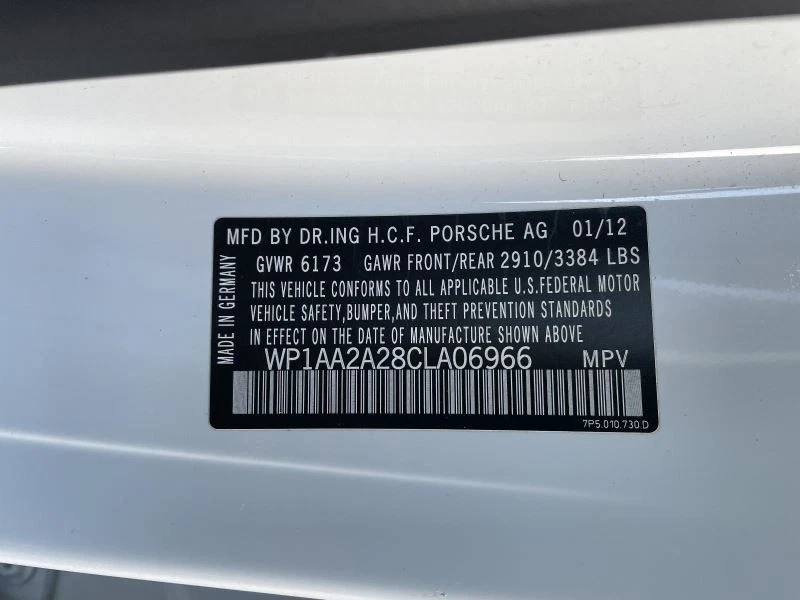 MFD BY DR.ING H.C.F. PORSCHE AG 01/12
GVWR 6173 GAWR FRONT/REAR 2910/3384 LBS
THIS VEHICLE CONFORMS TO ALL APPLICABLE U.S.FEDERAL MOTOR
VEHICLE SAFETY,BUMPER,AND THEFT PREVENTION STANDARDS
IN EFFECT ON THE DATE OF MANUFACTURE SHOWN ABOVE
WP1AA2A28CLA06966 MPV
7P5.010.730.D
MADE IN GERMANY